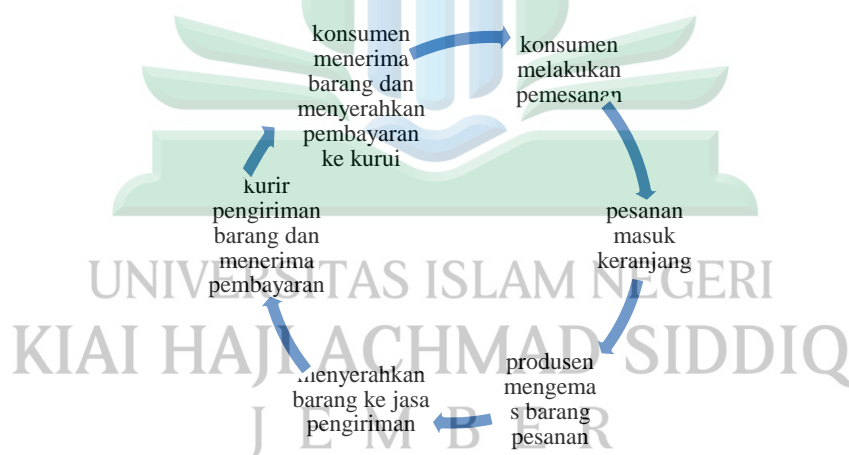 konsumen
menerima
barang dan
menyerahkan
pembayaran
ke kurui
konsumen
melakukan
pemesanan
pesanan
masuk
keranjang
produsen
mengema
s barang
pesanan
menyerahkan
barang ke jasa
pengiriman
kurir
pengiriman
barang dan
menerima
pembayaran
UNIVERSITAS ISLAM NEGERI
KIAI HAJI ACHMAD SIDDIQ
JEMBER